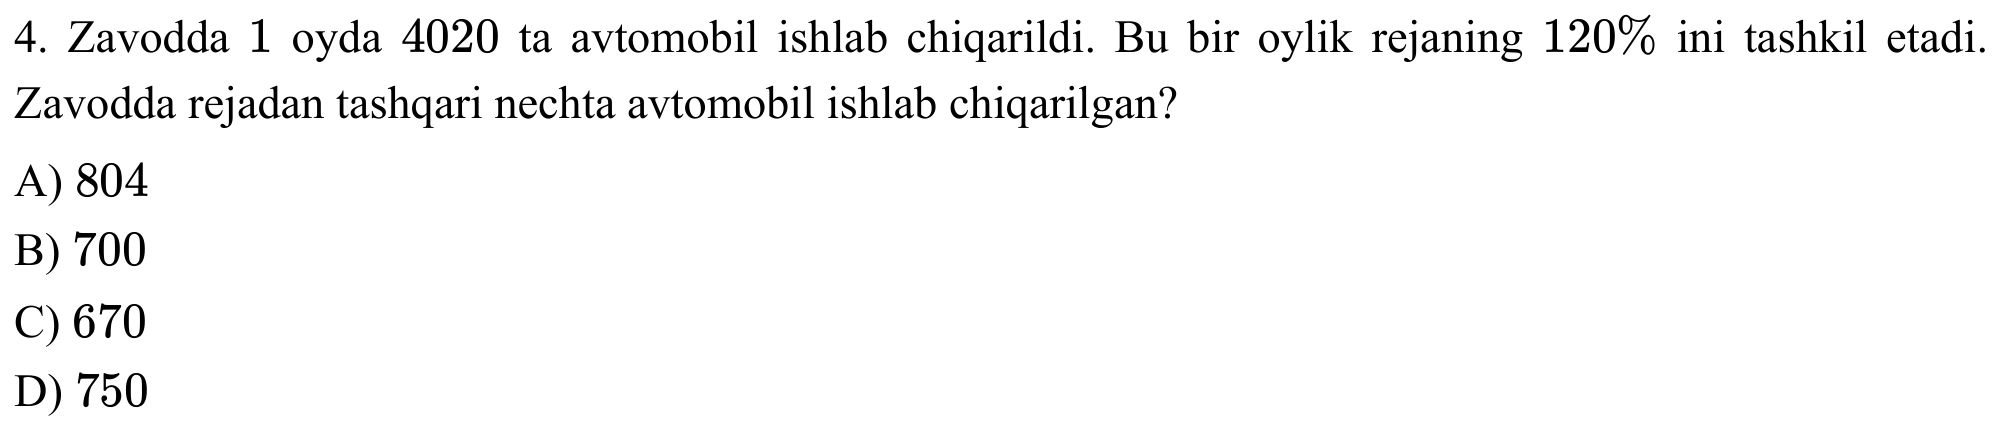 4. Zavodda 1 oyda 4020 ta avtomobil ishlab chiqarildi. Bu bir oylik rejaning 120% ini tashkil etadi.
Zavodda rejadan tashqari nechta avtomobil ishlab chiqarilgan?
A) 804
B) 700
C) 670
D) 750